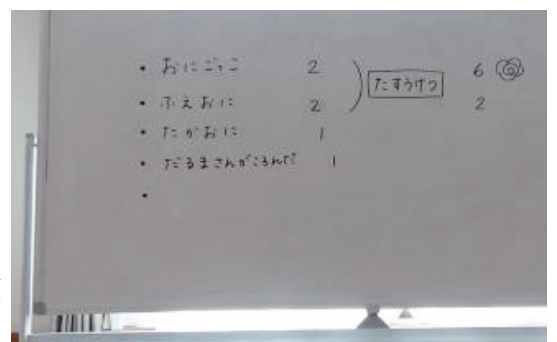 ・ おにごっこ 2 たすうけつ 6
・ ふえおに 2 2
・ たかおに 1
・ だるまさんがころんだ 1
・